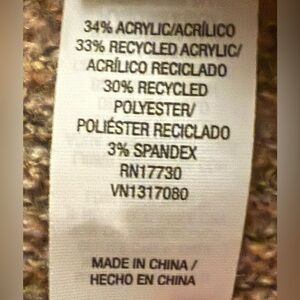 34% ACRYLIC/ACRÍLICO
33% RECYCLED ACRYLIC/
ACRÍLICO RECICLADO
30% RECYCLED
POLYESTER/
POLIÉSTER RECICLADO
3% SPANDEX
RN17730
VN1317080
MADE IN CHINA /
HECHO EN CHINA